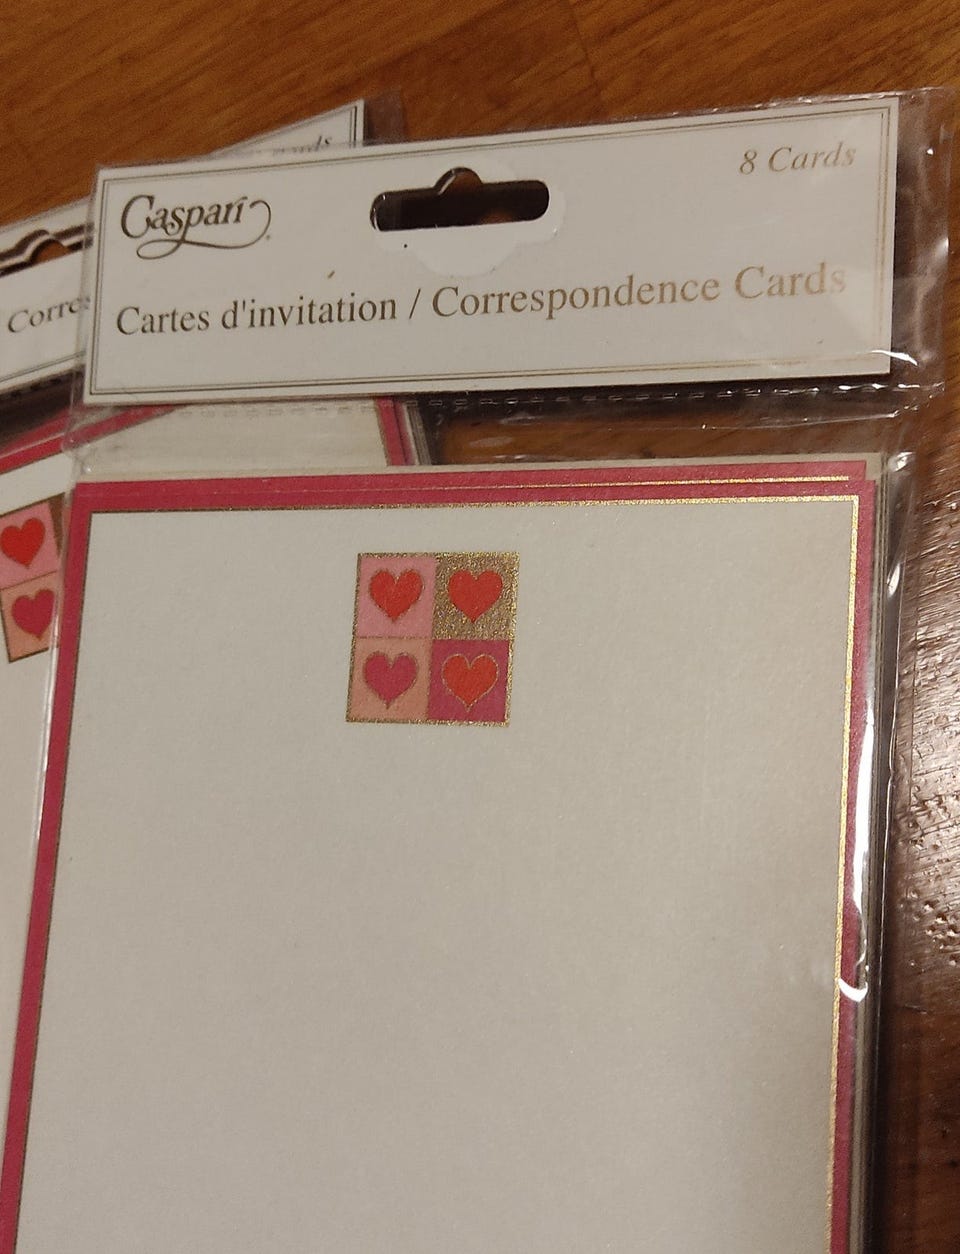 8 Cards
Caspari
Cartes d'invitation / Correspondence Cards